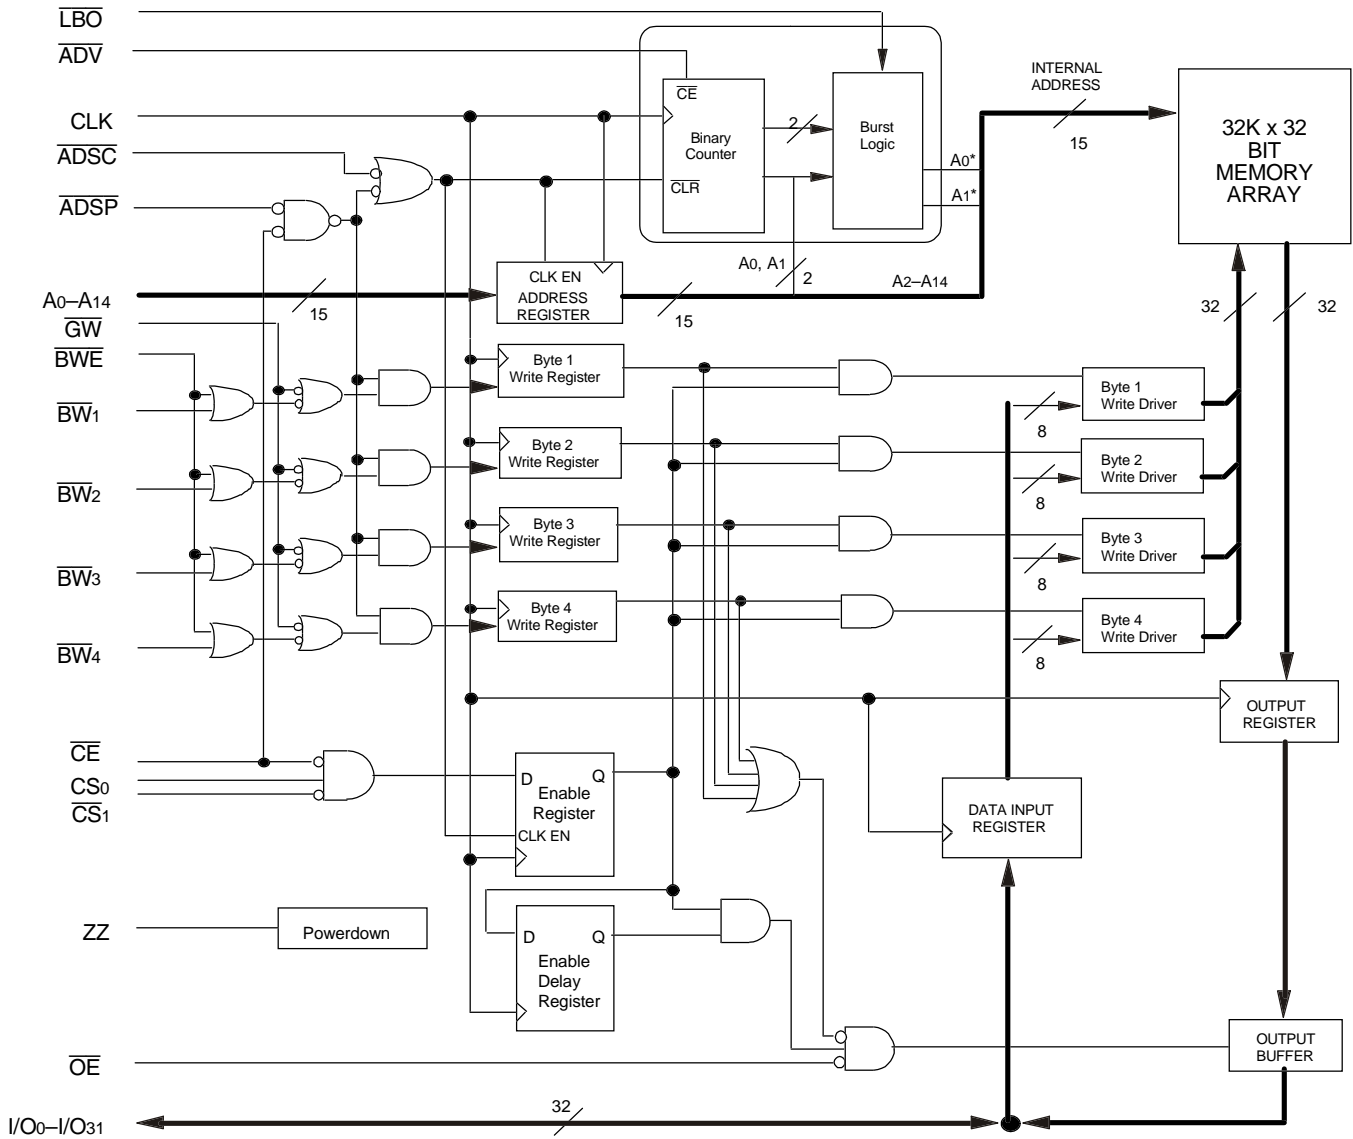 LBO
ADV
INTERNAL
ADDRESS
CE
CLK
2
Burst
Logic
Binary
Counter
32K x 32
BIT
MEMORY
ARRAY
15
ADSC
A0*
CLR
ADSP
A1*
A0, A1
2
CLK EN
ADDRESS
REGISTER
A2–A14
A0–A14
15
15
32
32
GW
BWE
Byte 1
Write Register
Byte 1
Write Driver
BW1
8
Byte 2
Write Register
Byte 2
Write Driver
BW2
8
Byte 3
Write Register
Byte 3
Write Driver
BW3
8
Byte 4
Write Register
Byte 4
Write Driver
BW4
8
OUTPUT
REGISTER
CE
CS0
CS1
D
Q
Enable
Register
CLK EN
DATA INPUT
REGISTER
ZZ
Powerdown
D
Q
Enable
Delay
Register
OUTPUT
BUFFER
OE
32
I/O0–I/O31